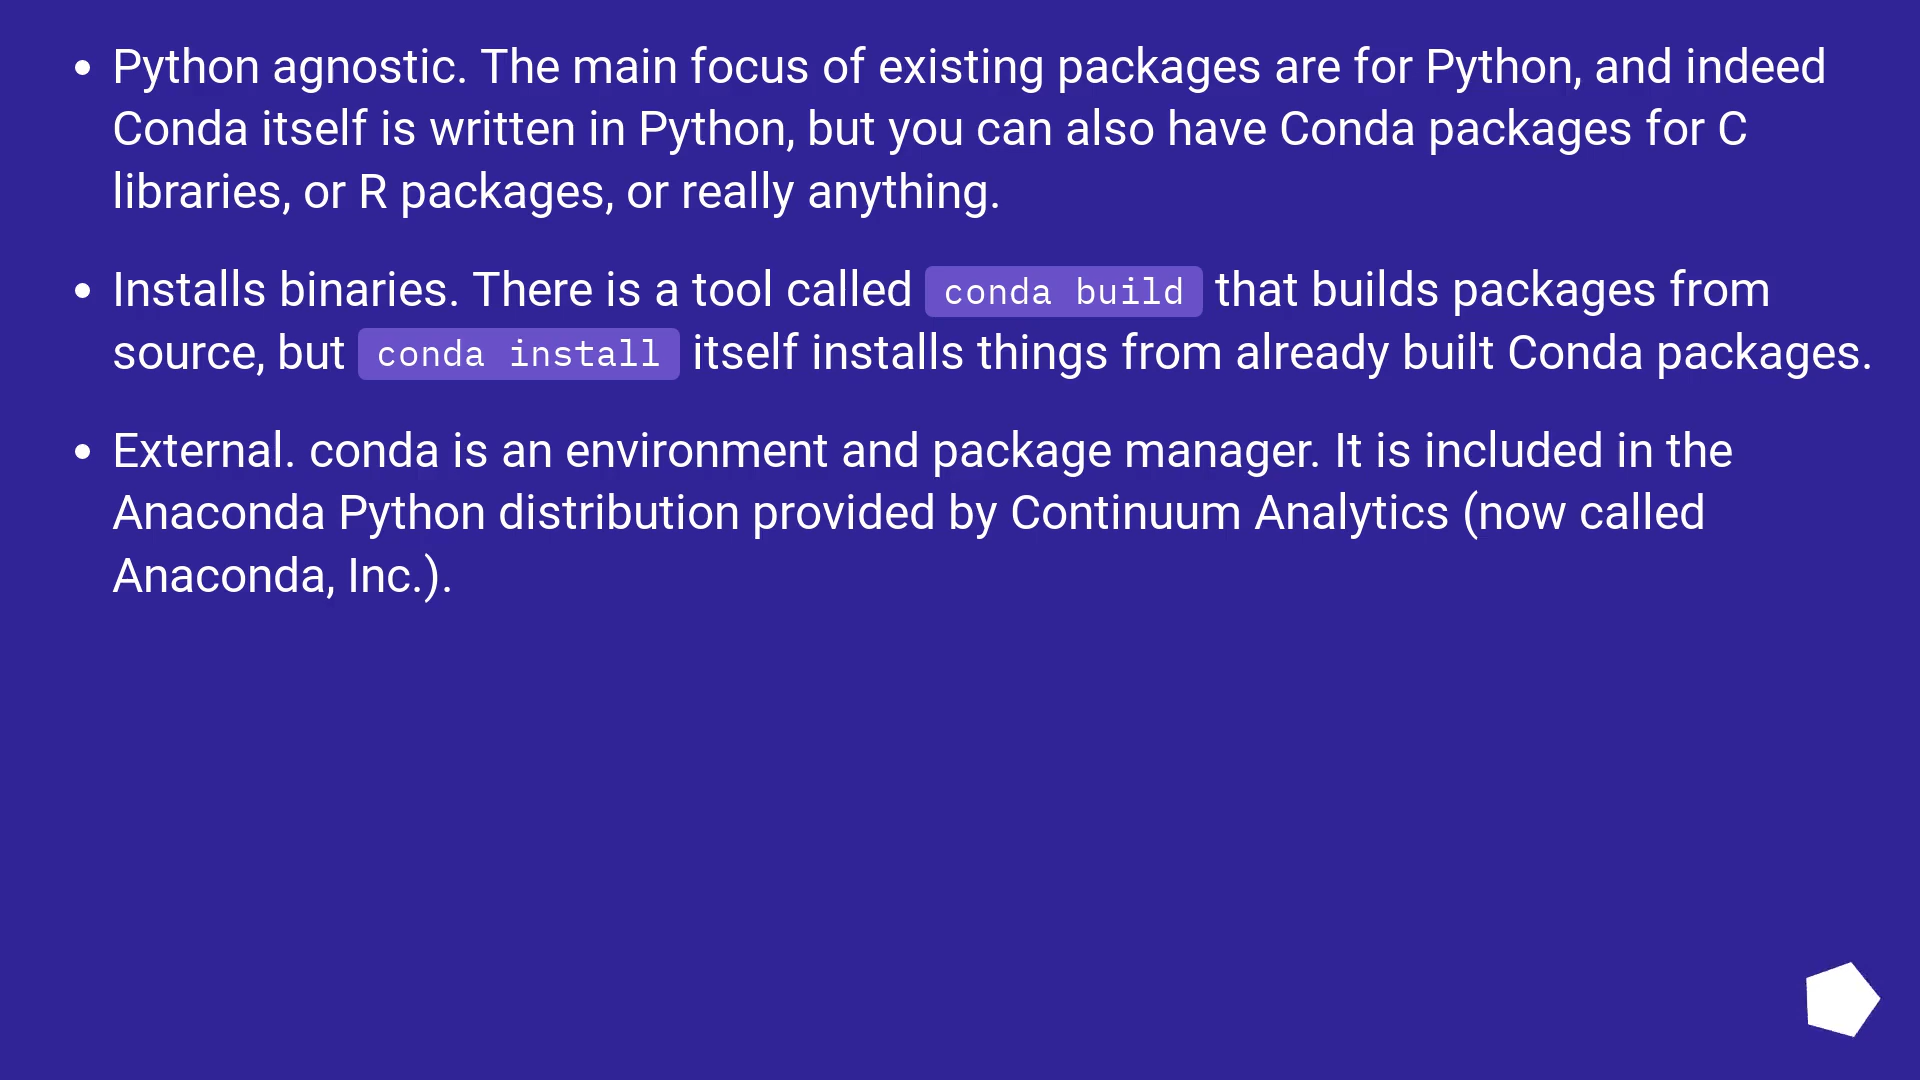 • Python agnostic. The main focus of existing packages are for Python, and indeed
Conda itself is written in Python, but you can also have Conda packages for C
libraries, or R packages, or really anything.
• Installs binaries. There is a tool called conda build that builds packages from
source, but conda install itself installs things from already built Conda packages.
• External. conda is an environment and package manager. It is included in the
Anaconda Python distribution provided by Continuum Analytics (now called
Anaconda, Inc.).